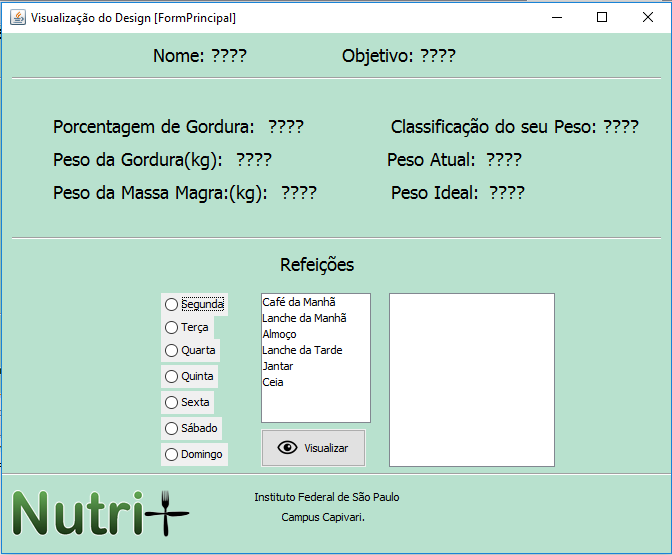 Visualização do Design [FormPrincipal]
Nome: ???? Objetivo: ????
Porcentagem de Gordura: ???? Classificação do seu Peso: ????
Peso da Gordura(kg): ???? Peso Atual: ????
Peso da Massa Magra:(kg): ???? Peso Ideal: ????
Refeições
Segunda
Terça
Quarta
Quinta
Sexta
Sábado
Domingo
Café da Manhã
Lanche da Manhã
Almoço
Lanche da Tarde
Jantar
Ceia
Visualizar
Nutri+
Instituto Federal de São Paulo
Campus Capivari.